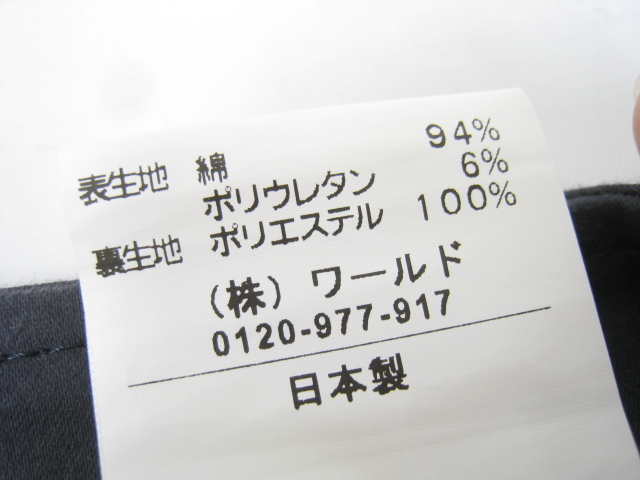 表生地 綿 94%
ポリウレタン 6%
裏生地 ポリエステル 100%
（株）ワールド
0120-977-917
日本製